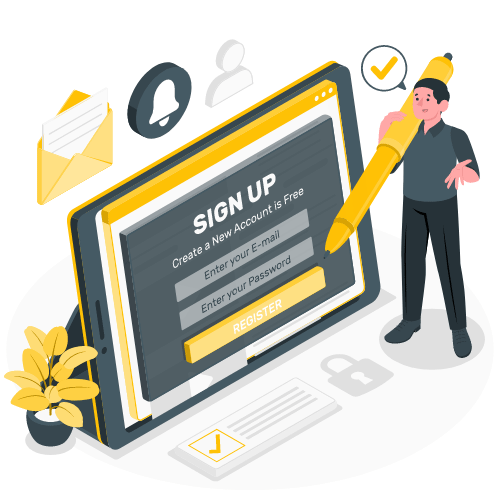 SIGN UP
Create a New Account is Free
Enter your E-mail
Enter your Password
REGISTER